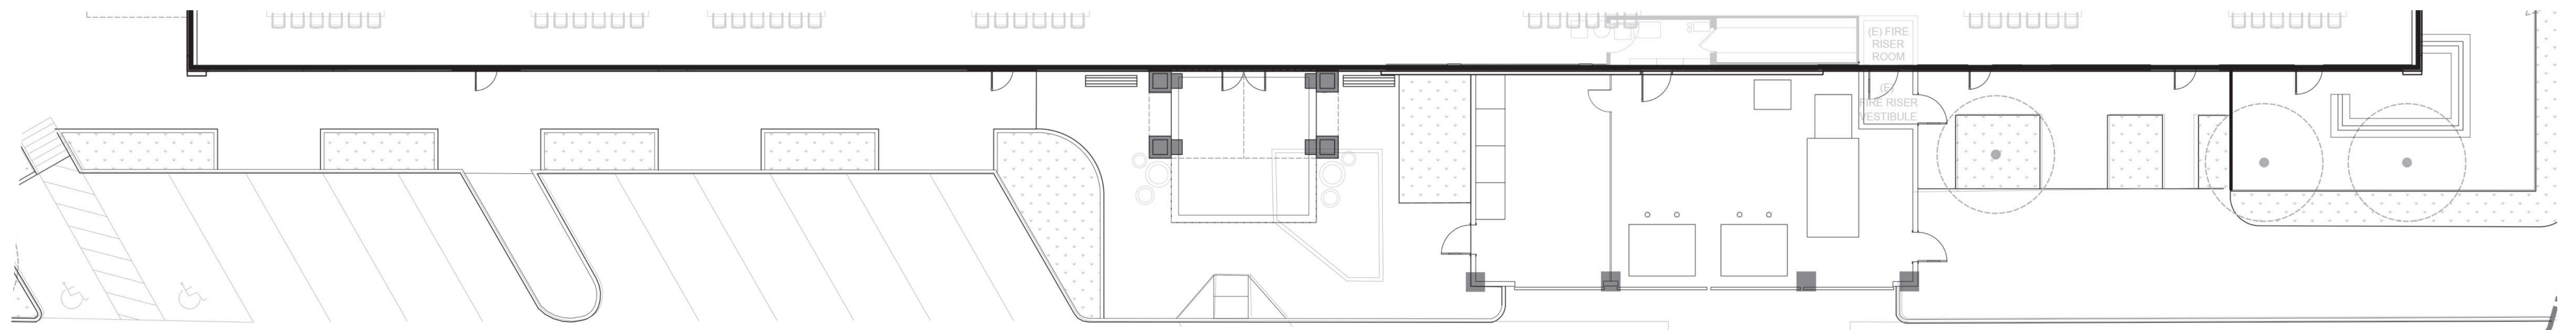 (E) FIRE
RISER
ROOM
(E)
FIRE RISER
VESTIBULE